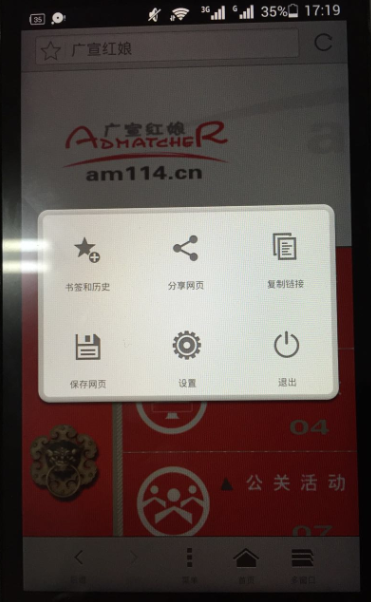 35 3G G 35% 17:19
广宣红娘
广宣红娘
ADMATCHER
am114.cn
书签和历史 分享网页 复制链接
保存网页 设置 退出
04
公关活动
07